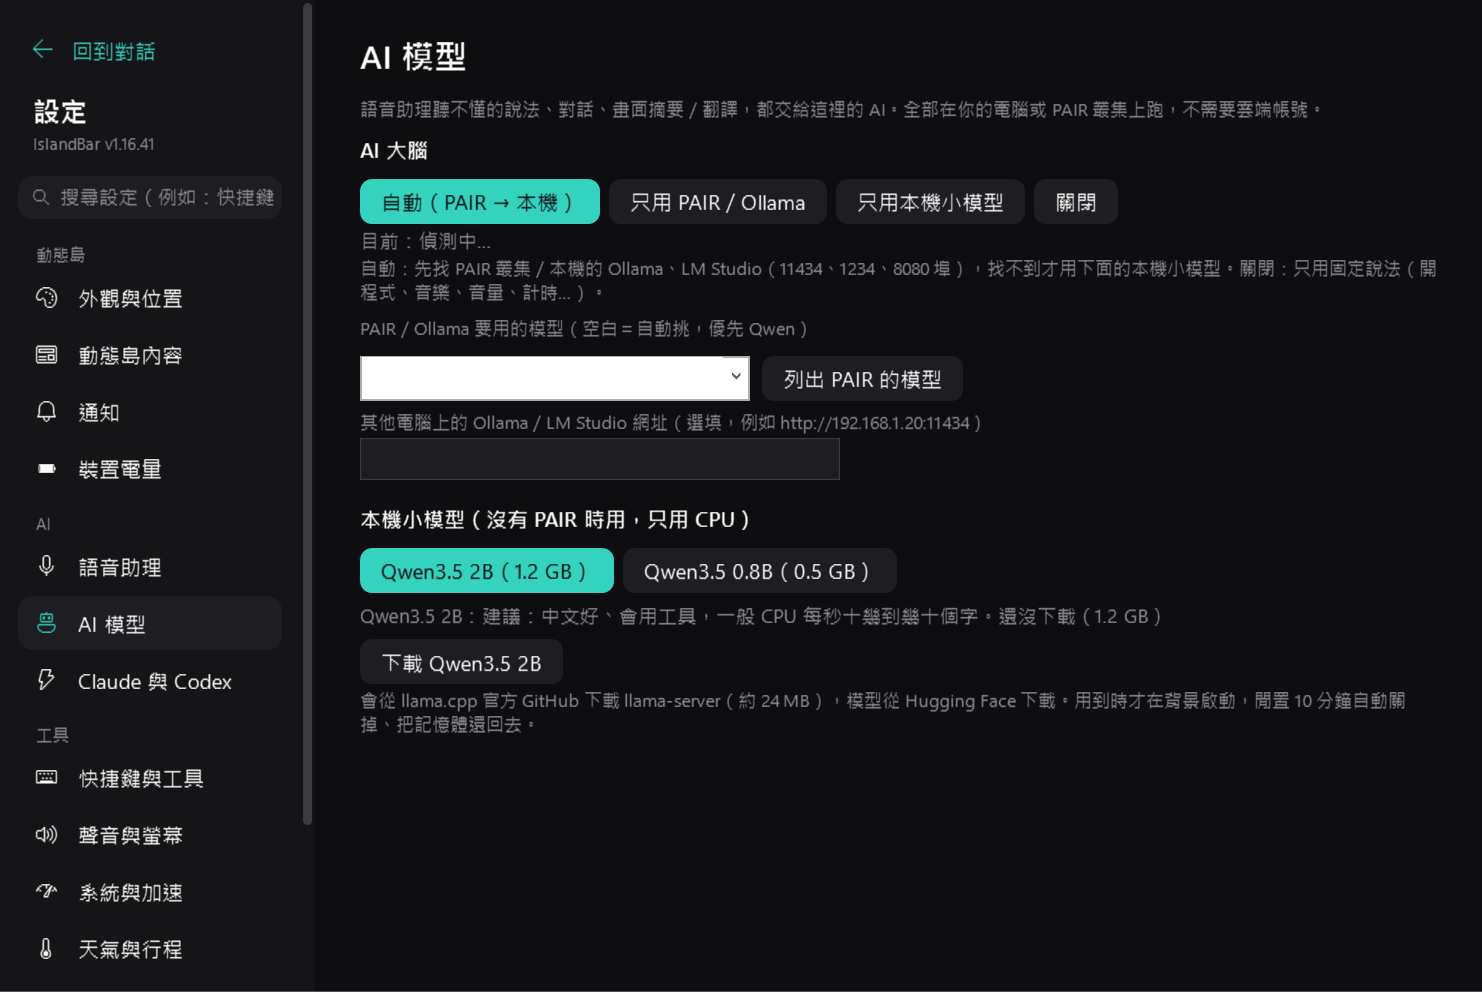 回到對話
設定
IslandBar v1.16.41
搜尋設定（例如：快捷鍵
動態島
外觀與位置
動態島內容
通知
裝置電量
AI
語音助理
AI 模型
Claude 與 Codex
工具
快捷鍵與工具
聲音與螢幕
系統與加速
天氣與行程
AI 模型
語音助理聽不懂的說法、對話、畫面摘要 / 翻譯，都交給這裡的 AI。全部在你的電腦或 PAIR 叢集上跑，不需要雲端帳號。
AI 大腦
自動（PAIR → 本機）
只用 PAIR / Ollama
只用本機小模型
關閉
目前：偵測中...
自動：先找 PAIR 叢集 / 本機的 Ollama、LM Studio（11434、1234、8080 埠），找不到才用下面的本機小模型。關閉：只用固定說法（開
程式、音樂、音量、計時...）。
PAIR / Ollama 要用的模型（空白 = 自動挑，優先 Qwen）
列出 PAIR 的模型
其他電腦上的 Ollama / LM Studio 網址（選填，例如 http://192.168.1.20:11434）
本機小模型（沒有 PAIR 時用，只用 CPU）
Qwen3.5 2B（1.2 GB）
Qwen3.5 0.8B（0.5 GB）
Qwen3.5 2B：建議：中文好、會用工具，一般 CPU 每秒十幾到幾十個字。還沒下載（1.2 GB）
下載 Qwen3.5 2B
會從 llama.cpp 官方 GitHub 下載 llama-server（約 24 MB），模型從 Hugging Face 下載。用到時才在背景啟動，閒置 10 分鐘自動關
掉、把記憶體還回去。